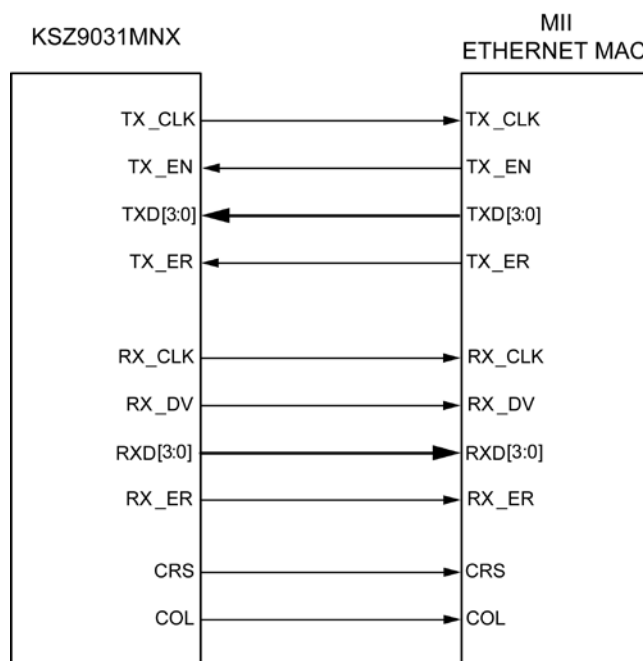 KSZ9031MNX
MII
ETHERNET MAC
TX_CLK TX_CLK
TX_EN TX_EN
TXD[3:0] TXD[3:0]
TX_ER TX_ER
RX_CLK RX_CLK
RX_DV RX_DV
RXD[3:0] RXD[3:0]
RX_ER RX_ER
CRS CRS
COL COL